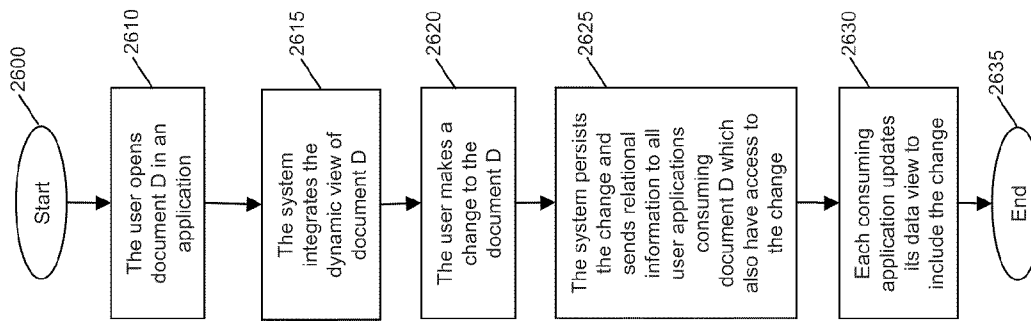 2600
Start
2610
The user opens
document D in an
application
2615
The system
integrates the
dynamic view of
document D
2620
The user makes a
change to the
document D
2625
The system persists
the change and
sends relational
information to all
user applications
consuming
document D which
also have access to
the change
2630
Each consuming
application updates
its data view to
include the change
2635
End